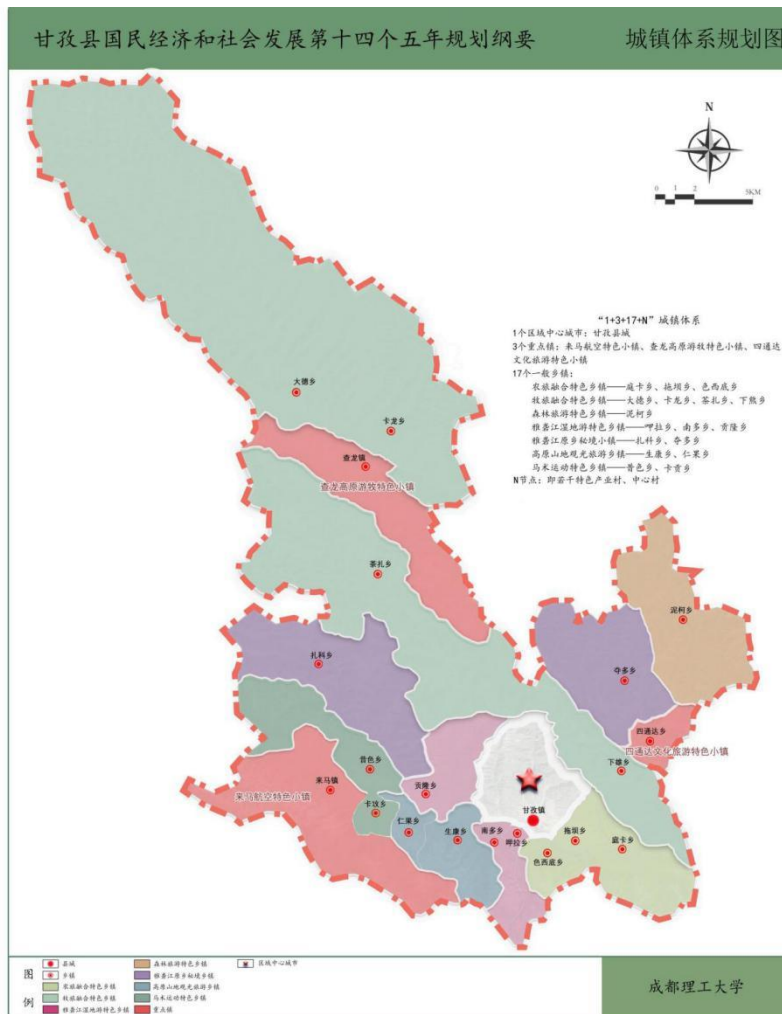 甘孜县国民经济和社会发展第十四个五年规划纲要
城镇体系规划图
N
0 1 2 5KM
“1+3+17+N”城镇体系
1个区域中心城市：甘孜县城
3个重点镇：来马航空特色小镇、查龙高原游牧特色小镇、四通达
文化旅游特色小镇
17个一般乡镇：
农旅融合特色乡镇——庭卡乡、拖坝乡、色西底乡
牧旅融合特色乡镇——大德乡、卡龙乡、茶扎乡、下熊乡
森林旅游特色乡镇——泥柯乡
雅砻江湿地游特色乡镇——呷拉乡、南多乡、贡隆乡
雅砻江原乡秘境小镇——扎科乡、夺多乡
高原山地观光旅游乡镇——生康乡、仁果乡
马术运动特色乡镇——昔色乡、卡贡乡
N节点：即若干特色产业村、中心村
大德乡
卡龙乡
查龙镇
查龙高原游牧特色小镇
茶扎乡
泥柯乡
扎科乡
夺多乡
四通达乡
四通达文化旅游特色小镇
下雄乡
昔色乡
来马镇
来马航空特色小镇
贡隆乡
卡攻乡
仁果乡
生康乡
南多乡
呷拉乡
甘孜镇
拖坝乡
色西底乡
庭卡乡
图例
县城
乡镇
农旅融合特色乡镇
牧旅融合特色乡镇
雅砻江湿地游特色乡镇
森林旅游特色乡镇
雅砻江原乡秘境乡镇
高原山地观光旅游乡镇
马术运动特色乡镇
重点镇
区域中心城市
成都理工大学